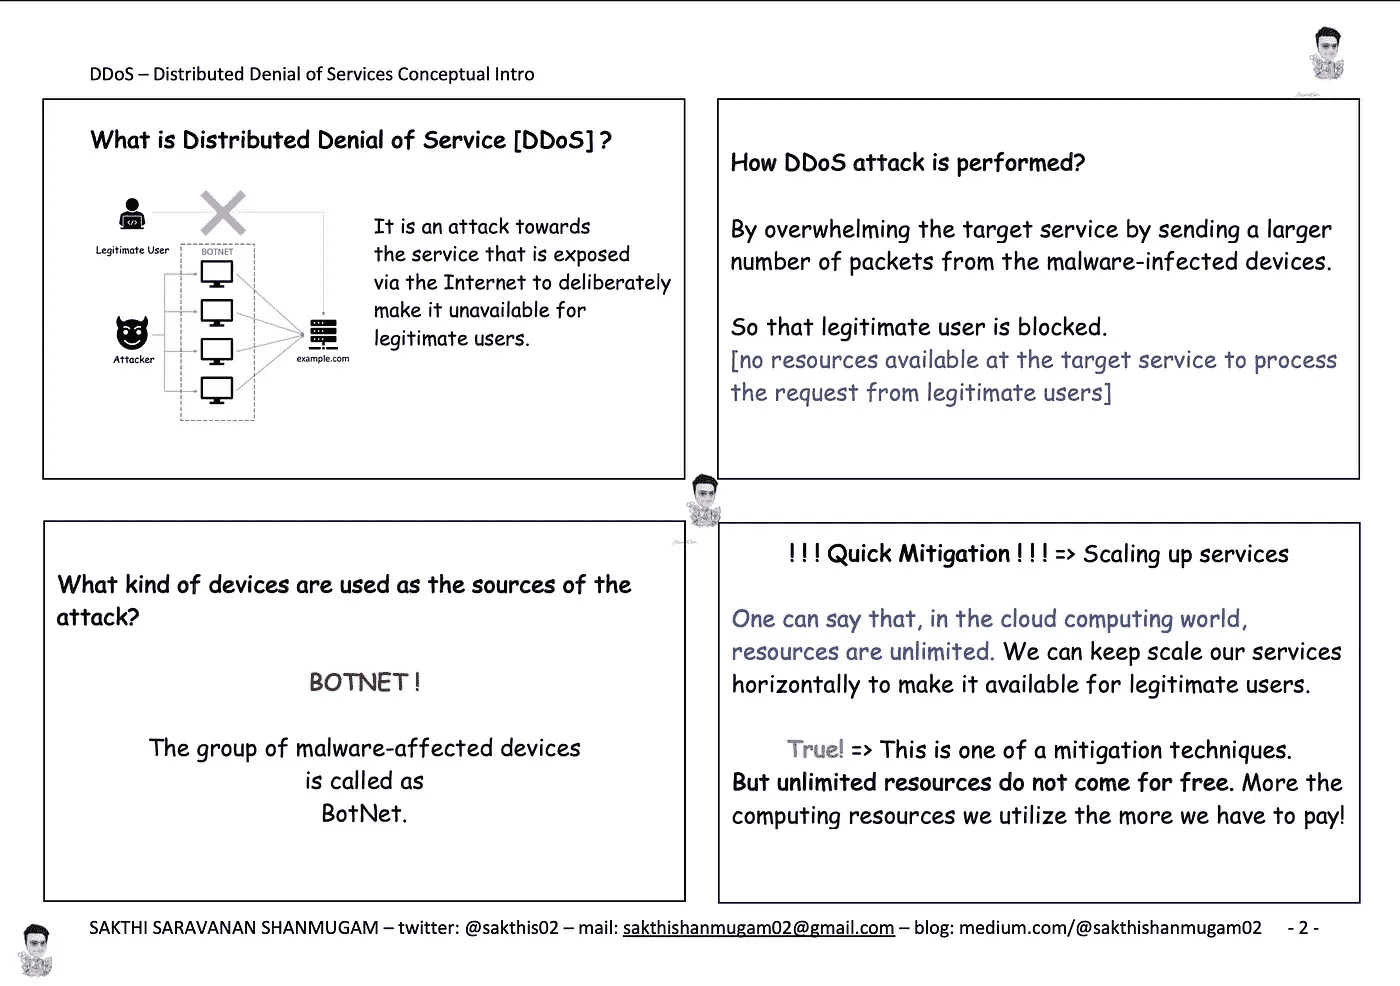 DDoS – Distributed Denial of Services Conceptual Intro
What is Distributed Denial of Service [DDoS] ?
Legitimate User
BOTNET
Attacker
example.com
It is an attack towards
the service that is exposed
via the Internet to deliberately
make it unavailable for
legitimate users.
How DDoS attack is performed?
By overwhelming the target service by sending a larger
number of packets from the malware-infected devices.
So that legitimate user is blocked.
[no resources available at the target service to process
the request from legitimate users]
What kind of devices are used as the sources of the
attack?
BOTNET !
The group of malware-affected devices
is called as
BotNet.
! ! ! Quick Mitigation ! ! ! => Scaling up services
One can say that, in the cloud computing world,
resources are unlimited. We can keep scale our services
horizontally to make it available for legitimate users.
True! => This is one of a mitigation techniques.
But unlimited resources do not come for free. More the
computing resources we utilize the more we have to pay!
SAKTHI SARAVANAN SHANMUGAM – twitter: @sakthis02 – mail: sakthishanmugam02@gmail.com – blog: medium.com/@sakthishanmugam02 - 2 -